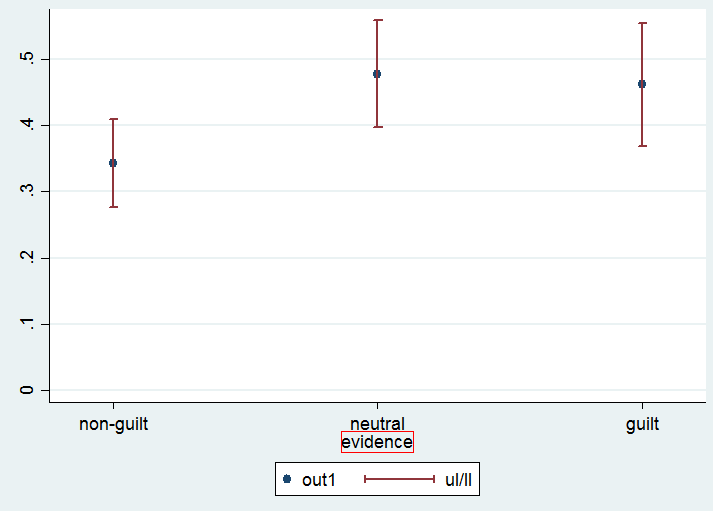 .5
.4
.3
.2
.1
0
non-guilt neutral guilt
evidence
out1 ul/ll